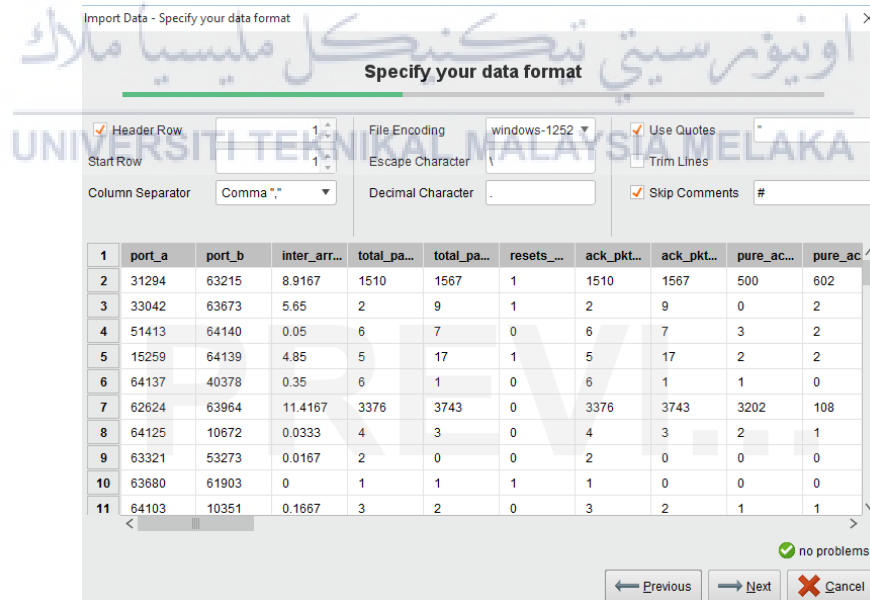 Import Data - Specify your data format
اونيۏرسيتي تيكنيكل مليسيا ملاك
Specify your data format
UNIVERSITI TEKNIKAL MALAYSIA MELAKA
Header Row 1 File Encoding windows-1252 Use Quotes "
Start Row 1 Escape Character \ Trim Lines
Column Separator Comma "," Decimal Character . Skip Comments #
1 port_a port_b inter_arr... total_pa... total_pa... resets_... ack_pkt... ack_pkt... pure_ac... pure_ac
2 31294 63215 8.9167 1510 1567 1 1510 1567 500 602
3 33042 63673 5.65 2 9 1 2 9 0 2
4 51413 64140 0.05 6 7 0 6 7 3 2
5 15259 64139 4.85 5 17 1 5 17 2 2
6 64137 40378 0.35 6 1 0 6 1 1 0
7 62624 63964 11.4167 3376 3743 0 3376 3743 3202 108
8 64125 10672 0.0333 4 3 0 4 3 2 1
9 63321 53273 0.0167 2 0 0 2 0 0 0
10 63680 61903 0 1 1 1 1 0 0 0
11 64103 10351 0.1667 3 2 0 3 2 1 1
PREVI...
no problems
Previous Next Cancel